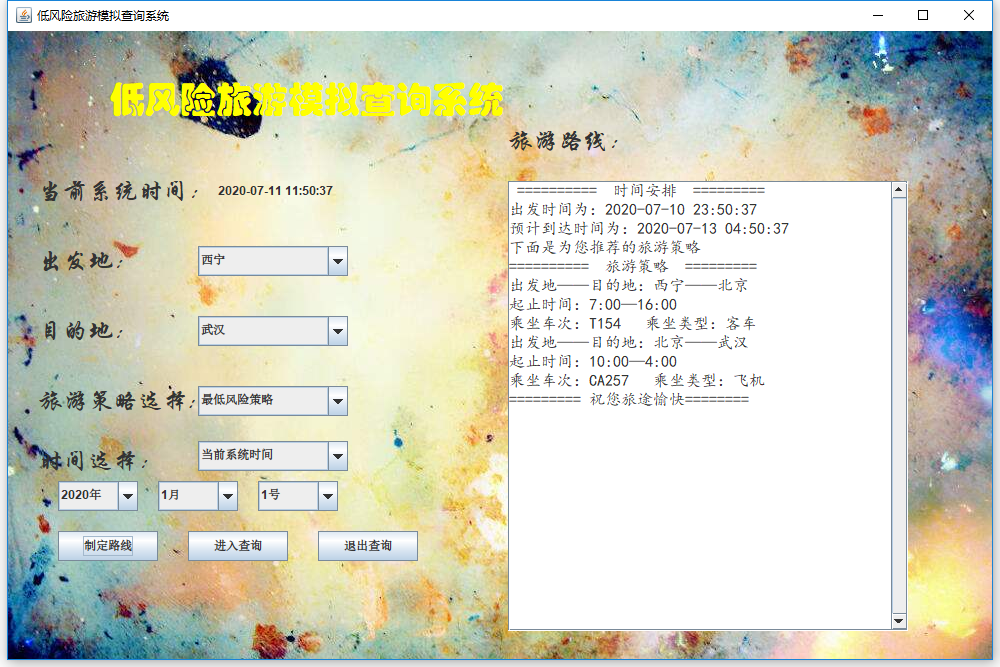 低风险旅游模拟查询系统
低风险旅游模拟查询系统
当前系统时间： 2020-07-11 11:50:37
出发地： 西宁
目的地： 武汉
旅游策略选择： 最低风险策略
时间选择： 当前系统时间
2020年 1月 1号
制定路线 进入查询 退出查询
旅游路线：
========== 时间安排 =========
出发时间为：2020-07-10 23:50:37
预计到达时间为：2020-07-13 04:50:37
下面是为您推荐的旅游策略
========== 旅游策略 =========
出发地——目的地：西宁——北京
起止时间：7:00—16:00
乘坐车次：T154 乘坐类型：客车
出发地——目的地：北京——武汉
起止时间：10:00—4:00
乘坐车次：CA257 乘坐类型：飞机
========= 祝您旅途愉快========